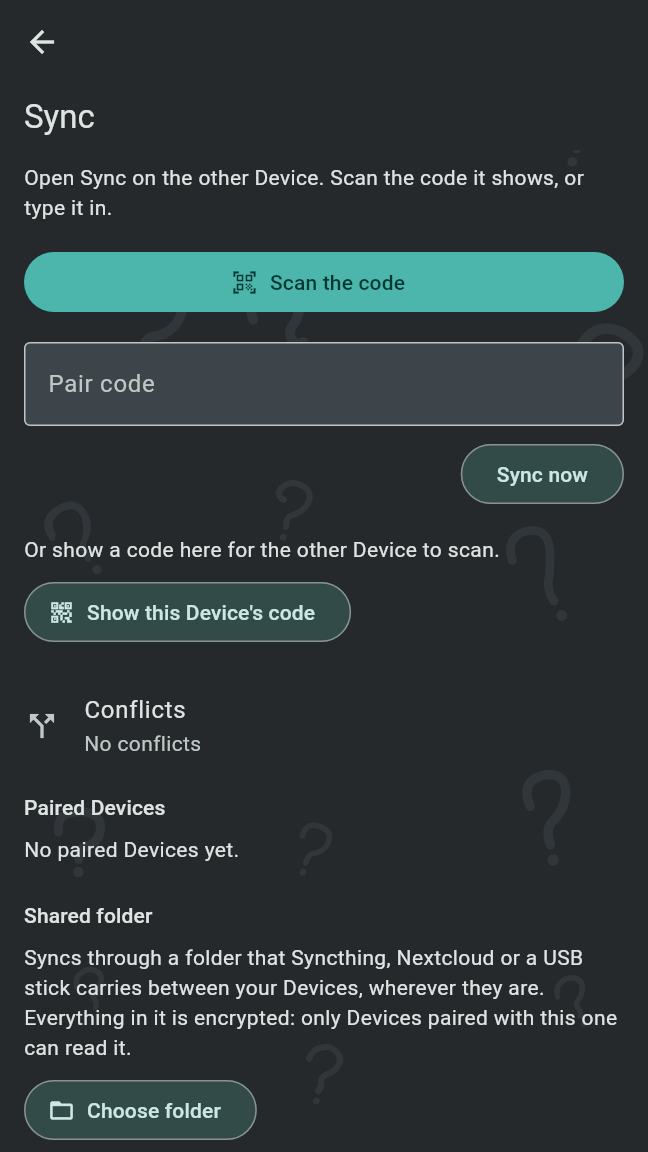 Sync
Open Sync on the other Device. Scan the code it shows, or
type it in.
Scan the code
Pair code
Sync now
Or show a code here for the other Device to scan.
Show this Device's code
Conflicts
No conflicts
Paired Devices
No paired Devices yet.
Shared folder
Syncs through a folder that Syncthing, Nextcloud or a USB
stick carries between your Devices, wherever they are.
Everything in it is encrypted: only Devices paired with this one
can read it.
Choose folder